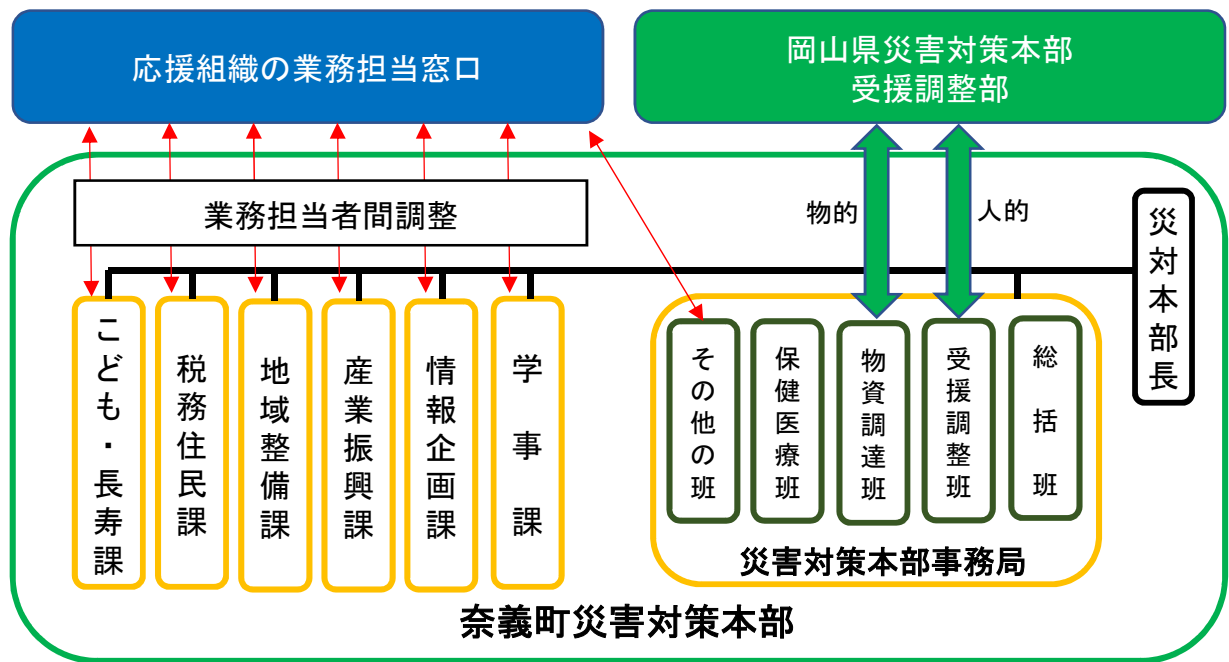 応援組織の業務担当窓口
岡山県災害対策本部
受援調整部
業務担当者間調整
物的
人的
災対本部長
こども・長寿課
税務住民課
地域整備課
産業振興課
情報企画課
学事課
その他の班
保健医療班
物資調達班
受援調整班
総括班
災害対策本部事務局
奈義町災害対策本部